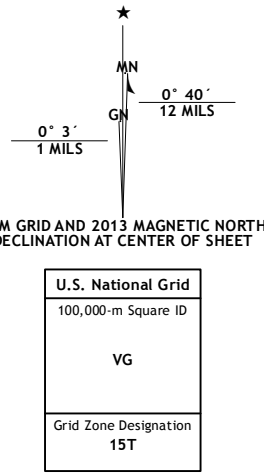 ★
MN
0° 40´
12 MILS
GN
0° 3´
1 MILS
M GRID AND 2013 MAGNETIC NORTH
DECLINATION AT CENTER OF SHEET
U.S. National Grid
100,000-m Square ID
VG
Grid Zone Designation
15T